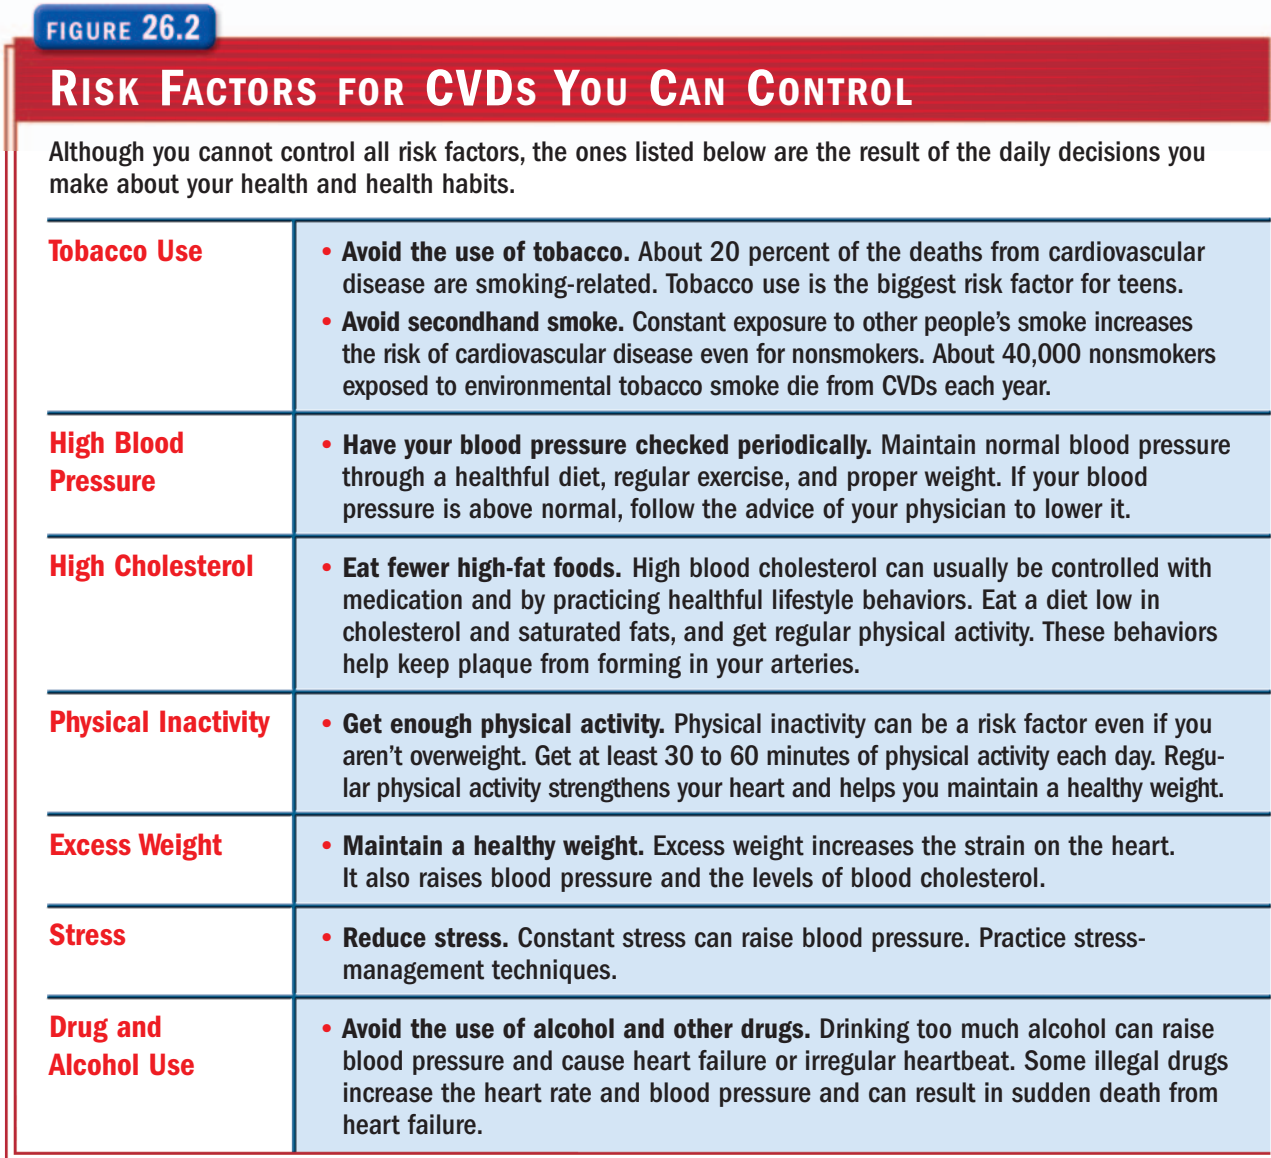 FIGURE 26.2
RISK FACTORS FOR CVDS YOU CAN CONTROL
Although you cannot control all risk factors, the ones listed below are the result of the daily decisions you
make about your health and health habits.
Tobacco Use
• Avoid the use of tobacco. About 20 percent of the deaths from cardiovascular
disease are smoking-related. Tobacco use is the biggest risk factor for teens.
• Avoid secondhand smoke. Constant exposure to other people's smoke increases
the risk of cardiovascular disease even for nonsmokers. About 40,000 nonsmokers
exposed to environmental tobacco smoke die from CVDs each year.
High Blood
Pressure
• Have your blood pressure checked periodically. Maintain normal blood pressure
through a healthful diet, regular exercise, and proper weight. If your blood
pressure is above normal, follow the advice of your physician to lower it.
High Cholesterol
• Eat fewer high-fat foods. High blood cholesterol can usually be controlled with
medication and by practicing healthful lifestyle behaviors. Eat a diet low in
cholesterol and saturated fats, and get regular physical activity. These behaviors
help keep plaque from forming in your arteries.
Physical Inactivity
• Get enough physical activity. Physical inactivity can be a risk factor even if you
aren't overweight. Get at least 30 to 60 minutes of physical activity each day. Regu-
lar physical activity strengthens your heart and helps you maintain a healthy weight.
Excess Weight
• Maintain a healthy weight. Excess weight increases the strain on the heart.
It also raises blood pressure and the levels of blood cholesterol.
Stress
• Reduce stress. Constant stress can raise blood pressure. Practice stress-
management techniques.
Drug and
Alcohol Use
• Avoid the use of alcohol and other drugs. Drinking too much alcohol can raise
blood pressure and cause heart failure or irregular heartbeat. Some illegal drugs
increase the heart rate and blood pressure and can result in sudden death from
heart failure.